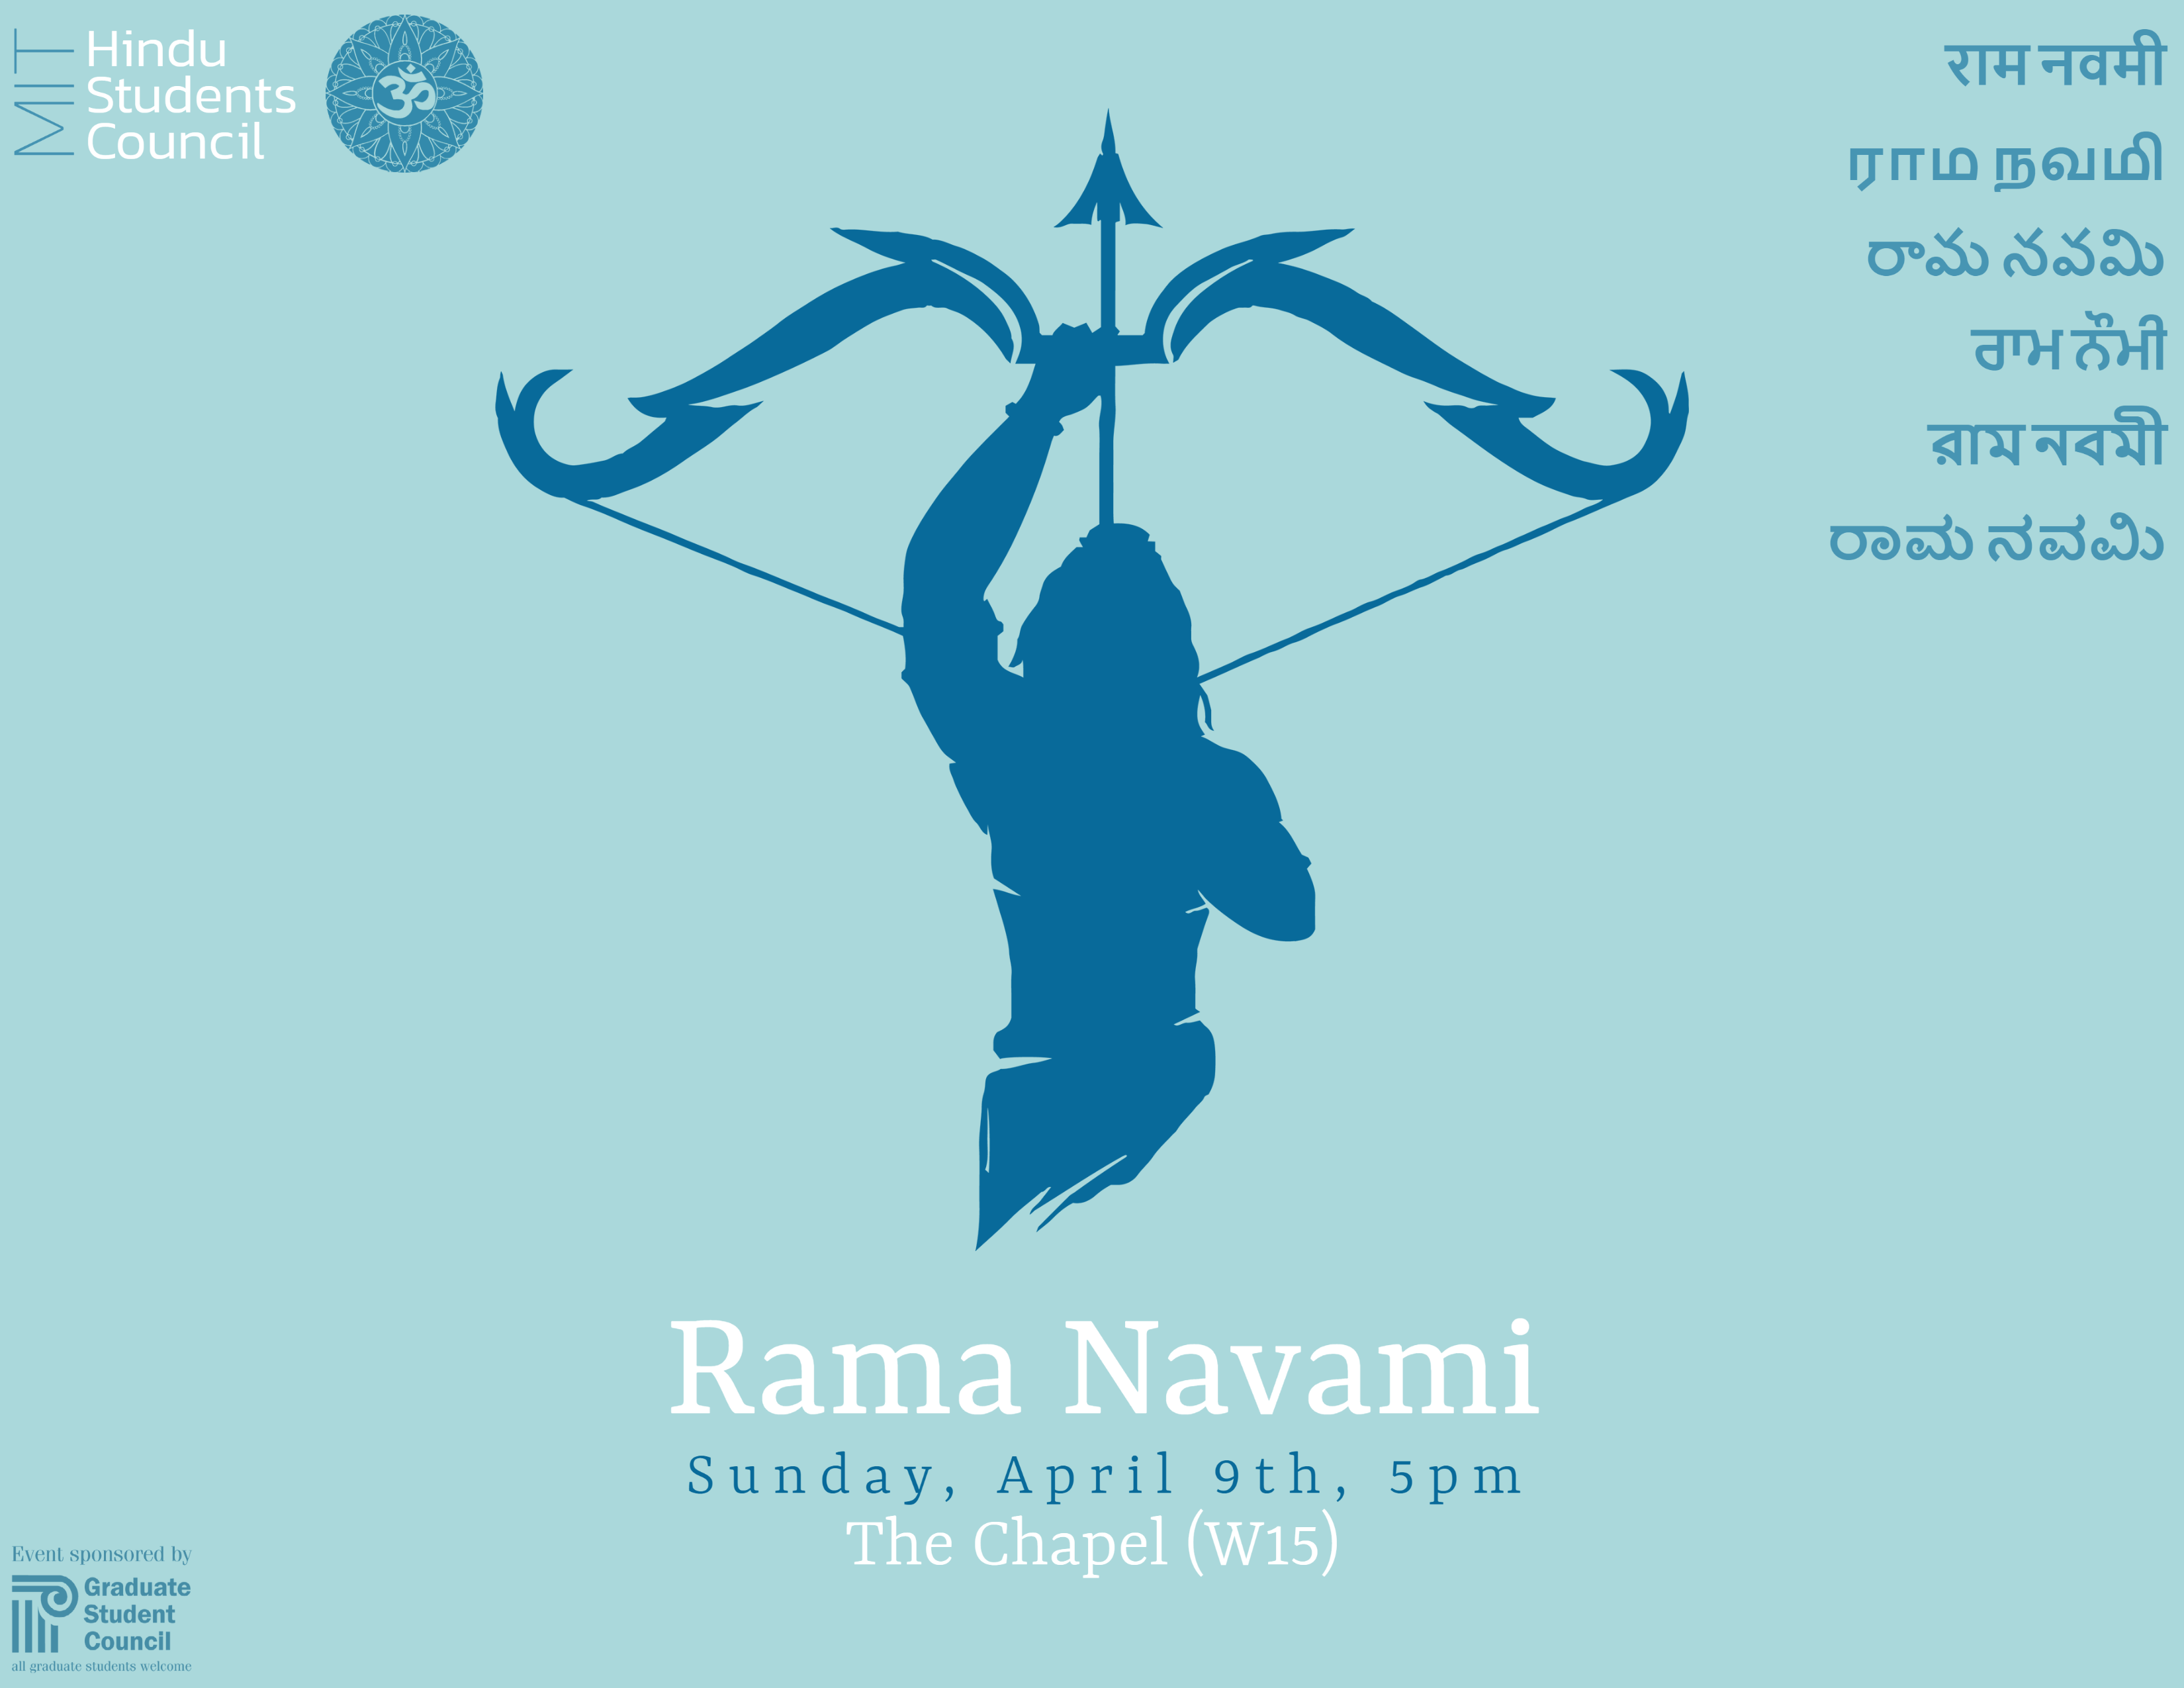 MIT
Hindu
Students
Council
ॐ
राम नवमी
ராம நவமி
రామ నవమి
ਰਾਮ ਨੌਮੀ
রাম নবমী
ರಾಮ ನವಮಿ
Rama Navami
Sunday, April 9th, 5pm
The Chapel (W15)
Event sponsored by
Graduate
Student
Council
all graduate students welcome